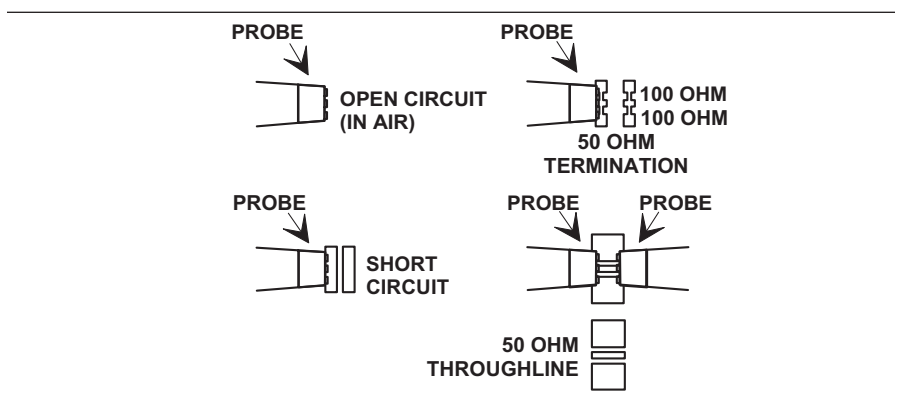 PROBE
OPEN CIRCUIT
(IN AIR)
PROBE
100 OHM
100 OHM
50 OHM
TERMINATION
PROBE
SHORT
CIRCUIT
PROBE PROBE
50 OHM
THROUGHLINE